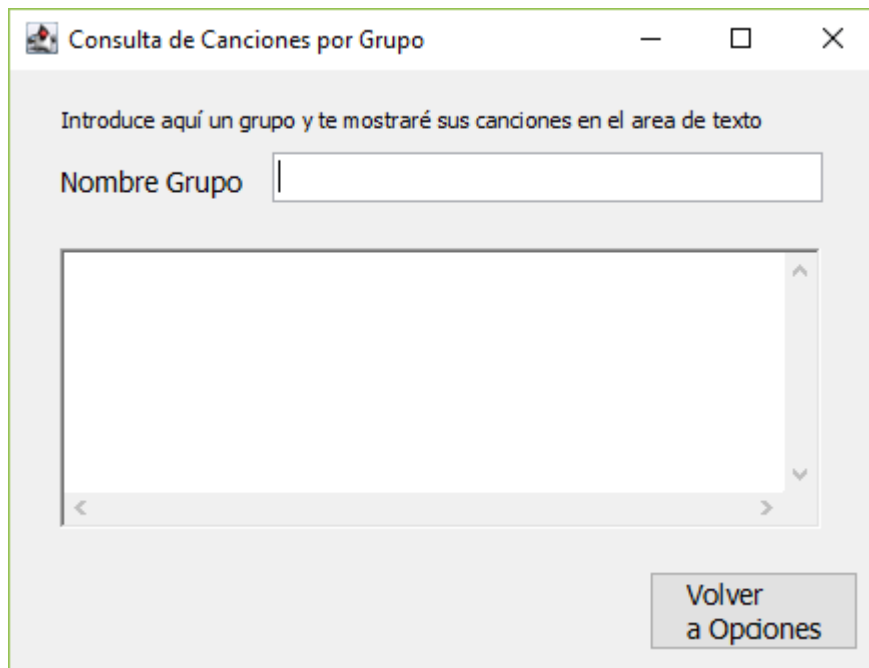 Consulta de Canciones por Grupo
Introduce aquí un grupo y te mostraré sus canciones en el area de texto
Nombre Grupo
Volver
a Opciones